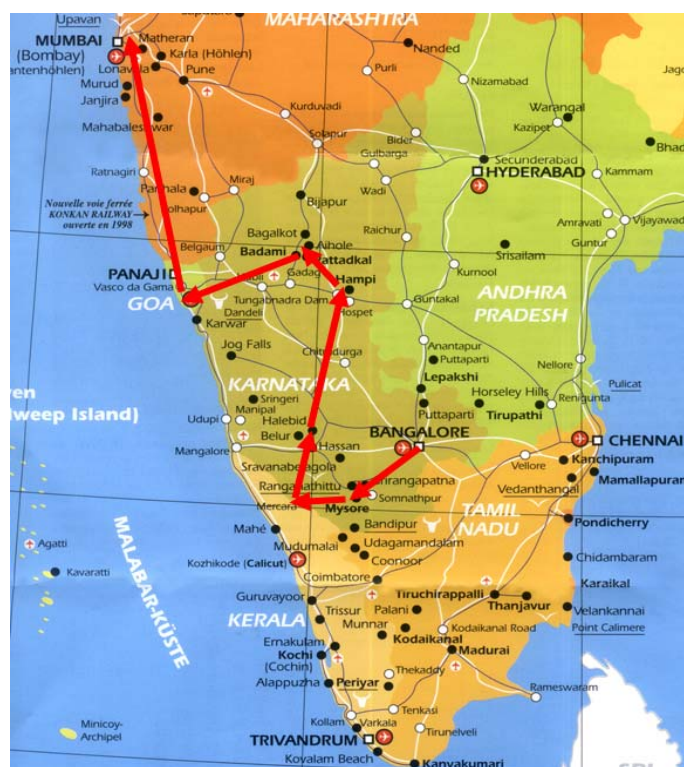 Upavan
MAHARASHTRA
MUMBAI
(Bombay)
Matheran
Karla (Höhlen)
Lonavala
Pune
Murud
Janjira
Mahabaleshwar
Nanded
Purli
Nizamabad
Kurduvadi
Warangal
Kazipet
Solapur
Bider
Gulbarga
Secunderabad
HYDERABAD
Kammam
Ratnagiri
Miraj
Wadi
Nouvelle voie ferrée
KONKAN RAILWAY
ouverte en 1998
Bijapur
Amravati
Vijayawad
Guntur
Bagalkot
Raichur
Belgaum
Aihole
Badami
Srisailam
PANAJI
Vasco da Gama
Gadag
Hampi
Kurnool
GOA
Tungabnadra Dam
Dandeli
Hospet
Guntakal
ANDHRA
PRADESH
Karwar
Jog Falls
Anantapur
Puttaparti
Nellore
KARNATAKA
Lepakshi
Pulicat
Sringeri
Manipal
Horseley Hills
Renigunta
Puttaparti
Tirupathi
Udupi
Halebid
Belur
BANGALORE
CHENNAI
Mangalore
Hassan
Sravanabelagola
Vellore
Kanchipuram
Mamallapuram
Somnathpur
Vedanthangal
Mercara
Mysore
TAMIL
NADU
Bandipur
Pondicherry
Mahé
Mudumalai
Udagamandalam
Coonoor
Chidambaram
Kozhikode (Calicut)
Agatti
Kavaratti
MALABAR-KÜSTE
Coimbatore
Karaikal
Guruvayoor
Tiruchirappalli
Thanjavur
Velankannai
Trissur
Palani
KERALA
Munnar
Kodaikanal
Kodaikanal Road
Point Calimere
Ernakulam
Kochi
(Cochin)
Madurai
Thekaddy
Alappuzha
Periyar
Rameswaram
Minicoy-
Archipel
Kollam
Varkala
Tenkasi
Tirunelveli
TRIVANDRUM
Kovalam Beach
Kanyakumari